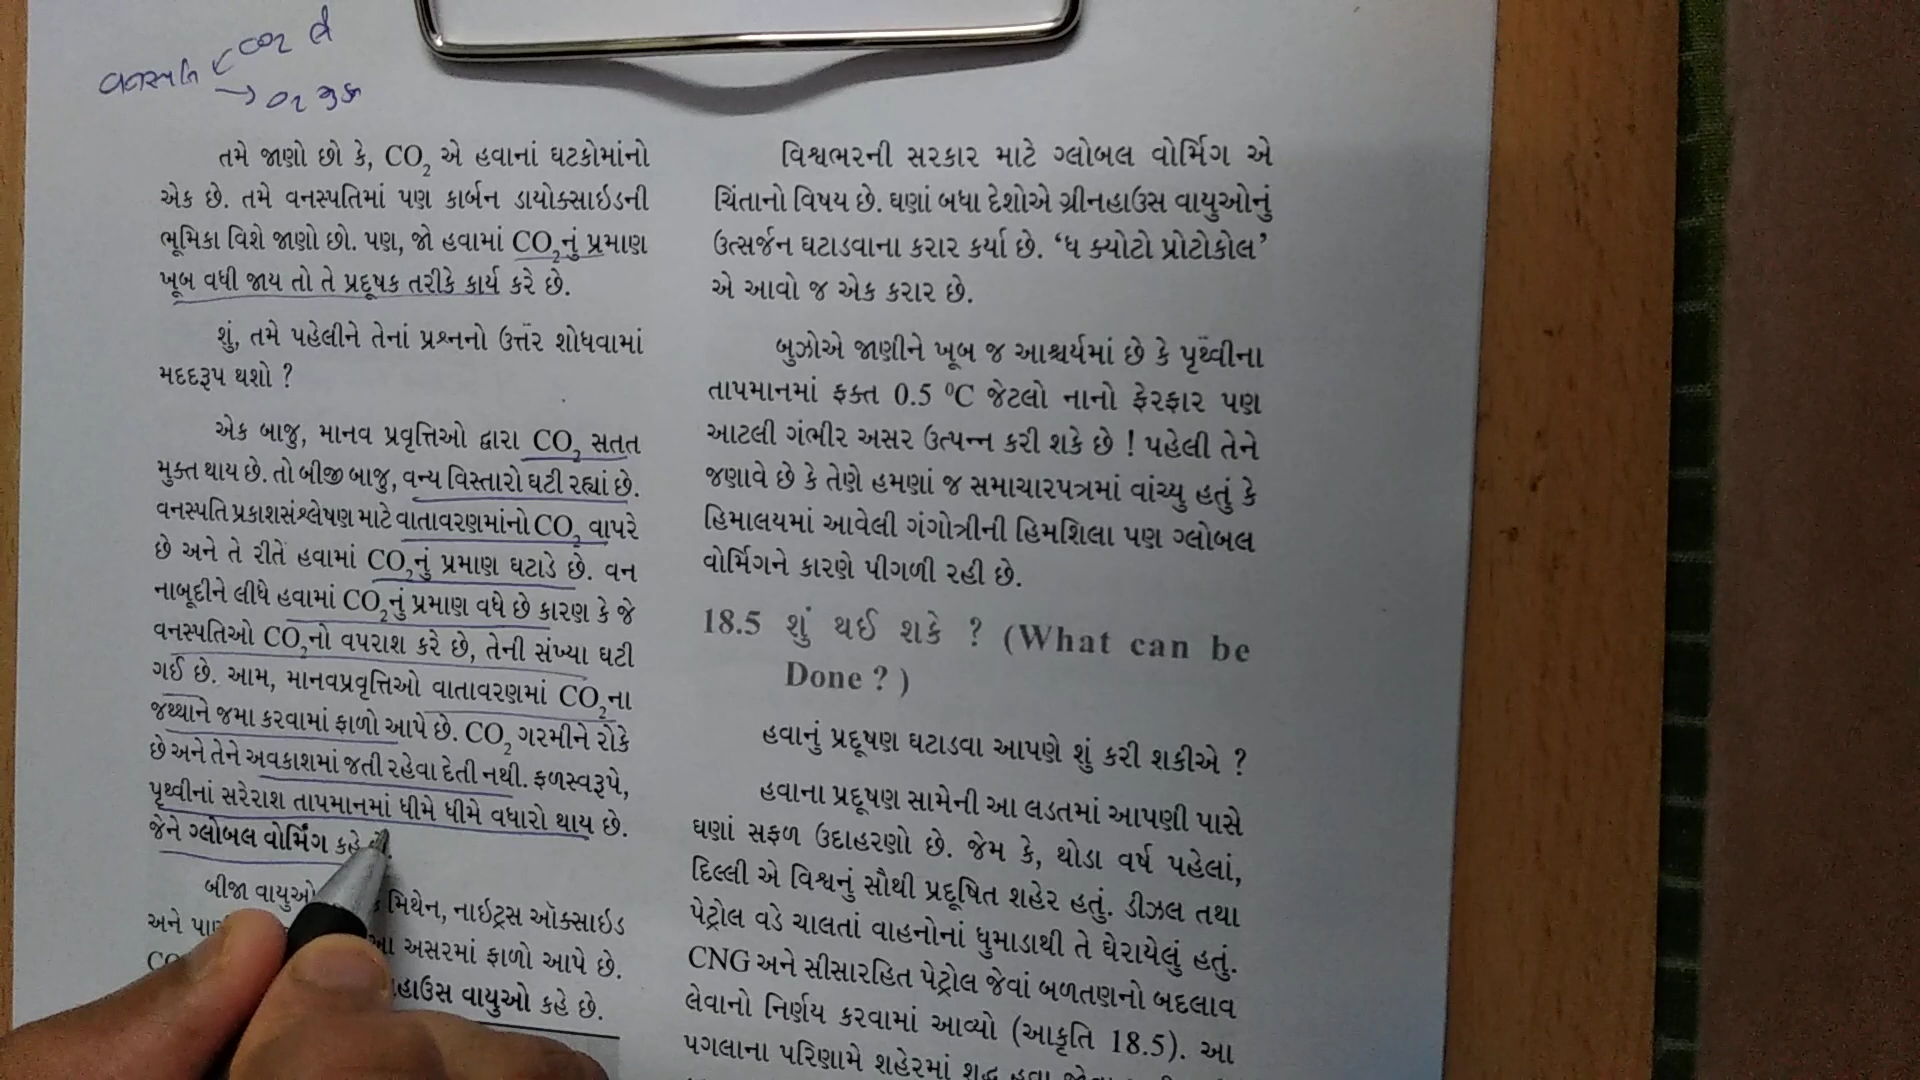 CO2 લે
વનસ્પતિ
→ O2 મુક્ત
તમે જાણો છો કે, CO2 એ હવાનાં ઘટકોમાંનો
એક છે. તમે વનસ્પતિમાં પણ કાર્બન ડાયોક્સાઇડની
ભૂમિકા વિશે જાણો છો. પણ, જો હવામાં CO2નું પ્રમાણ
ખૂબ વધી જાય તો તે પ્રદૂષક તરીકે કાર્ય કરે છે.
શું, તમે પહેલીને તેનાં પ્રશ્નનો ઉત્તર શોધવામાં
મદદરૂપ થશો ?
એક બાજુ, માનવ પ્રવૃત્તિઓ દ્વારા CO2 સતત
મુક્ત થાય છે. તો બીજી બાજુ, વન્ય વિસ્તારો ઘટી રહ્યાં છે.
વનસ્પતિ પ્રકાશસંશ્લેષણ માટે વાતાવરણમાંનો CO2 વાપરે
છે અને તે રીતે હવામાં CO2નું પ્રમાણ ઘટાડે છે. વન
નાબૂદીને લીધે હવામાં CO2નું પ્રમાણ વધે છે કારણ કે જે
વનસ્પતિઓ CO2નો વપરાશ કરે છે, તેની સંખ્યા ઘટી
ગઈ છે. આમ, માનવપ્રવૃત્તિઓ વાતાવરણમાં CO2ના
જથ્થાને જમા કરવામાં ફાળો આપે છે. CO2 ગરમીને રોકે
છે અને તેને અવકાશમાં જતી રહેવા દેતી નથી. ફળસ્વરૂપે,
પૃથ્વીનાં સરેરાશ તાપમાનમાં ધીમે ધીમે વધારો થાય છે.
જેને ગ્લોબલ વોર્મિંગ કહે
બીજા વાયુઓ મિથેન, નાઇટ્રસ ઑક્સાઇડ
અને અસરમાં ફાળો આપે છે.
CO
વાયુઓ કહે છે.
વિશ્વભરની સરકાર માટે ગ્લોબલ વોર્મિંગ એ
ચિંતાનો વિષય છે. ઘણાં બધા દેશોએ ગ્રીનહાઉસ વાયુઓનું
ઉત્સર્જન ઘટાડવાના કરાર કર્યા છે. ‘ધ ક્યોટો પ્રોટોકોલ’
એ આવો જ એક કરાર છે.
બુઝોએ જાણીને ખૂબ જ આશ્ચર્યમાં છે કે પૃથ્વીના
તાપમાનમાં ફક્ત 0.5 ⁰C જેટલો નાનો ફેરફાર પણ
આટલી ગંભીર અસર ઉત્પન્ન કરી શકે છે ! પહેલી તેને
જણાવે છે કે તેણે હમણાં જ સમાચારપત્રમાં વાંચ્યુ હતું કે
હિમાલયમાં આવેલી ગંગોત્રીની હિમશિલા પણ ગ્લોબલ
વોર્મિંગને કારણે પીગળી રહી છે.
18.5 શું થઈ શકે ? (What can be
Done ? )
હવાનું પ્રદૂષણ ઘટાડવા આપણે શું કરી શકીએ ?
હવાના પ્રદૂષણ સામેની આ લડતમાં આપણી પાસે
ઘણાં સફળ ઉદાહરણો છે. જેમ કે, થોડા વર્ષ પહેલાં,
દિલ્લી એ વિશ્વનું સૌથી પ્રદૂષિત શહેર હતું. ડીઝલ તથા
પેટ્રોલ વડે ચાલતાં વાહનોનાં ધુમાડાથી તે ઘેરાયેલું હતું.
CNG અને સીસારહિત પેટ્રોલ જેવાં બળતણનો બદલાવ
લેવાનો નિર્ણય કરવામાં આવ્યો (આકૃતિ 18.5). આ
પગલાના પરિણામે શહેરમાં શુદ્ધ હવા